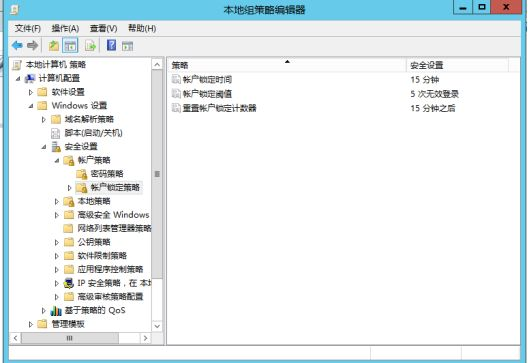 本地组策略编辑器
文件(F) 操作(A) 查看(V) 帮助(H)
本地计算机 策略
计算机配置
软件设置
Windows 设置
域名解析策略
脚本(启动/关机)
安全设置
帐户策略
密码策略
帐户锁定策略
本地策略
高级安全 Windows
网络列表管理器策略
公钥策略
软件限制策略
应用程序控制策略
IP 安全策略，在 本地
高级审核策略配置
基于策略的 QoS
管理模板
策略 安全设置
帐户锁定时间 15 分钟
帐户锁定阈值 5 次无效登录
重置帐户锁定计数器 15 分钟之后